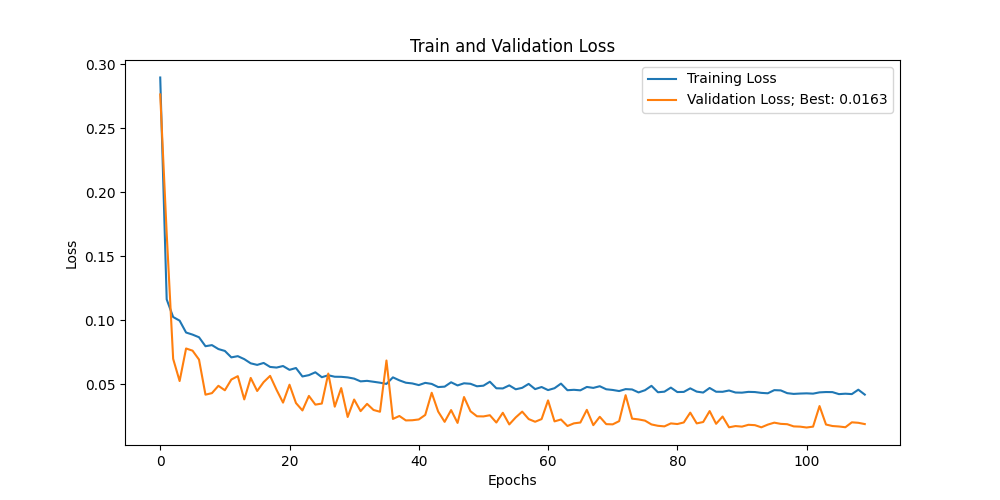 Train and Validation Loss
Training Loss
Validation Loss; Best: 0.0163
0.30
0.25
0.20
0.15
0.10
0.05
Loss
0 20 40 60 80 100
Epochs